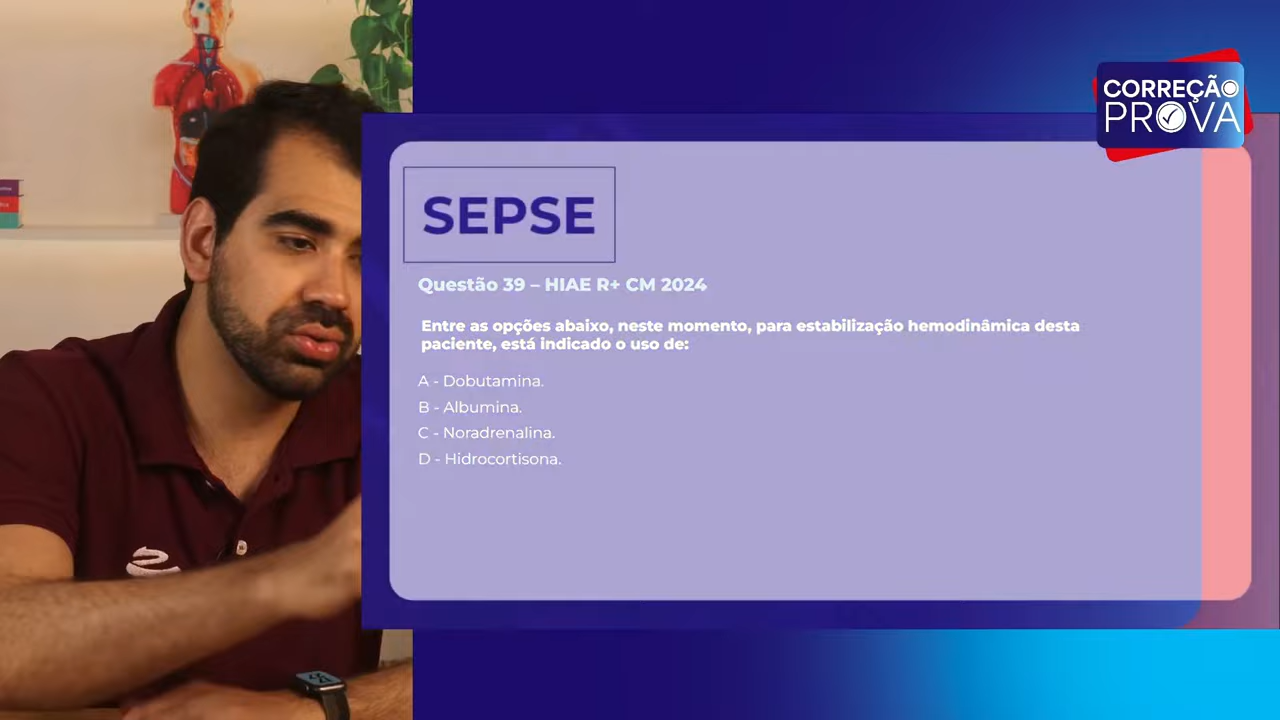 CORREÇÃO
PROVA
SEPSE
Questão 39 – HIAE R+ CM 2024
Entre as opções abaixo, neste momento, para estabilização hemodinâmica desta
paciente, está indicado o uso de:
A - Dobutamina.
B - Albumina.
C - Noradrenalina.
D - Hidrocortisona.